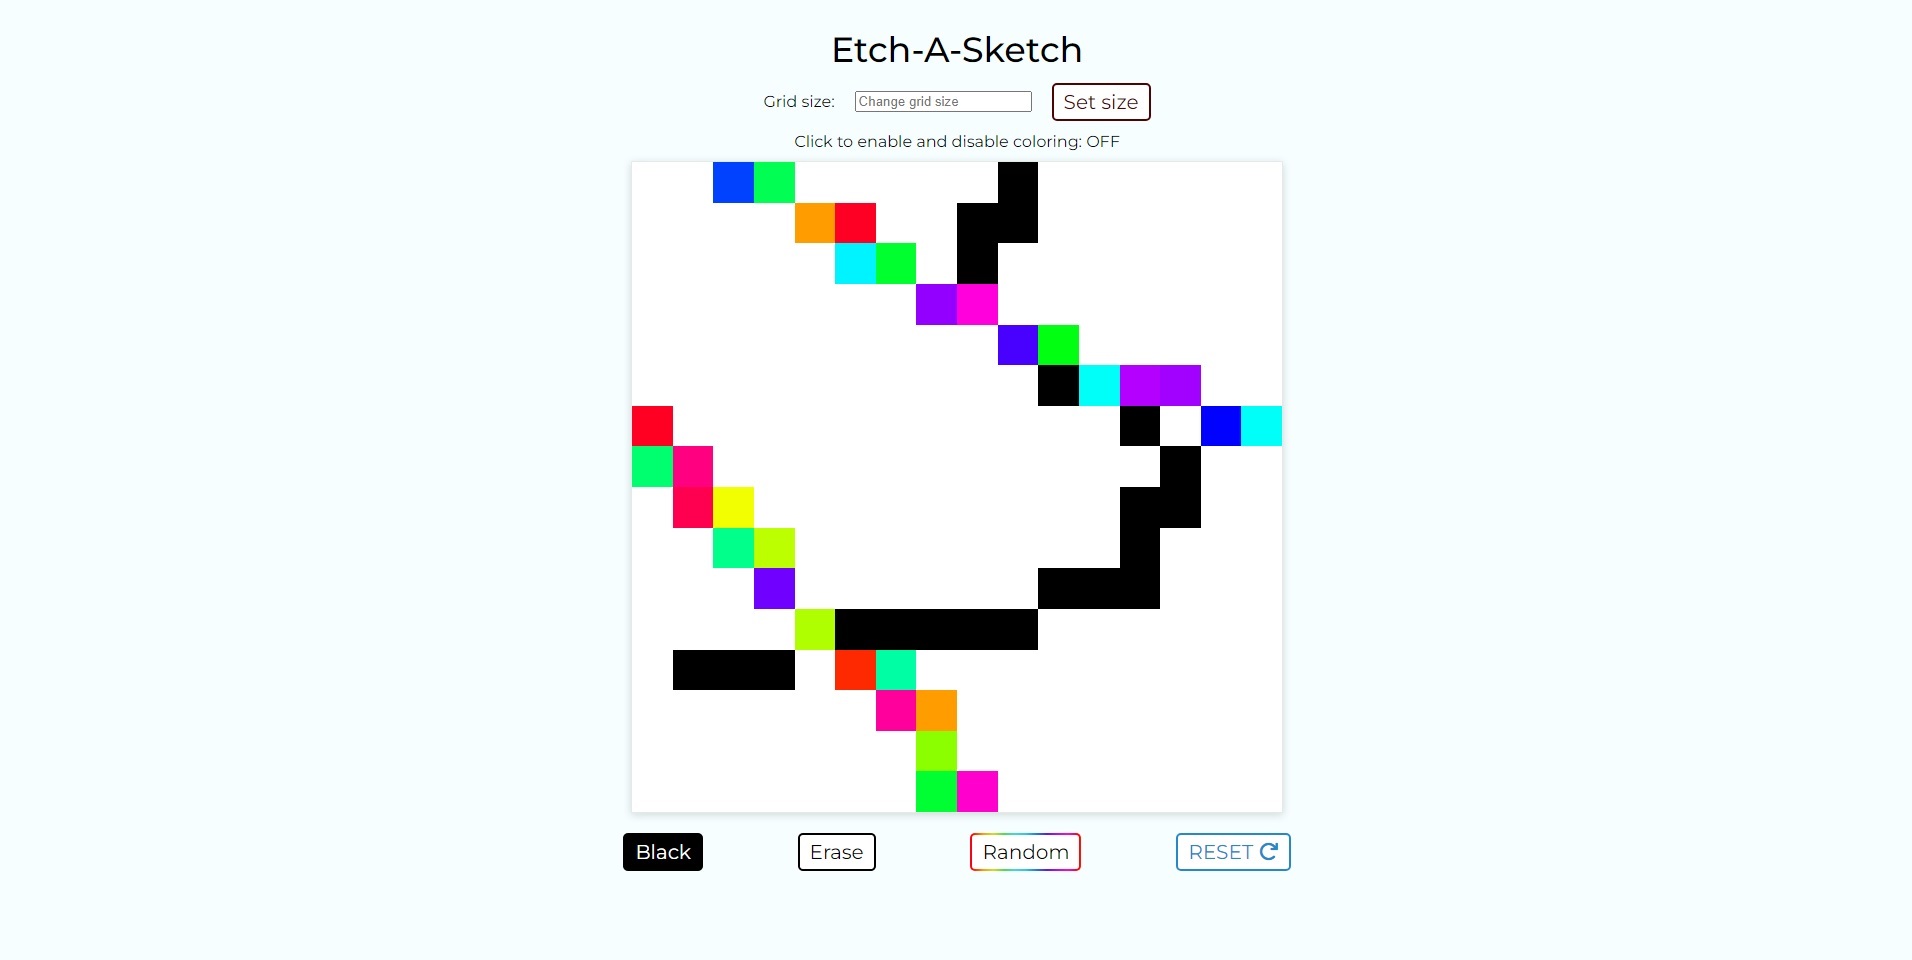 Etch-A-Sketch
Grid size: Change grid size Set size
Click to enable and disable coloring: OFF
Black Erase Random RESET